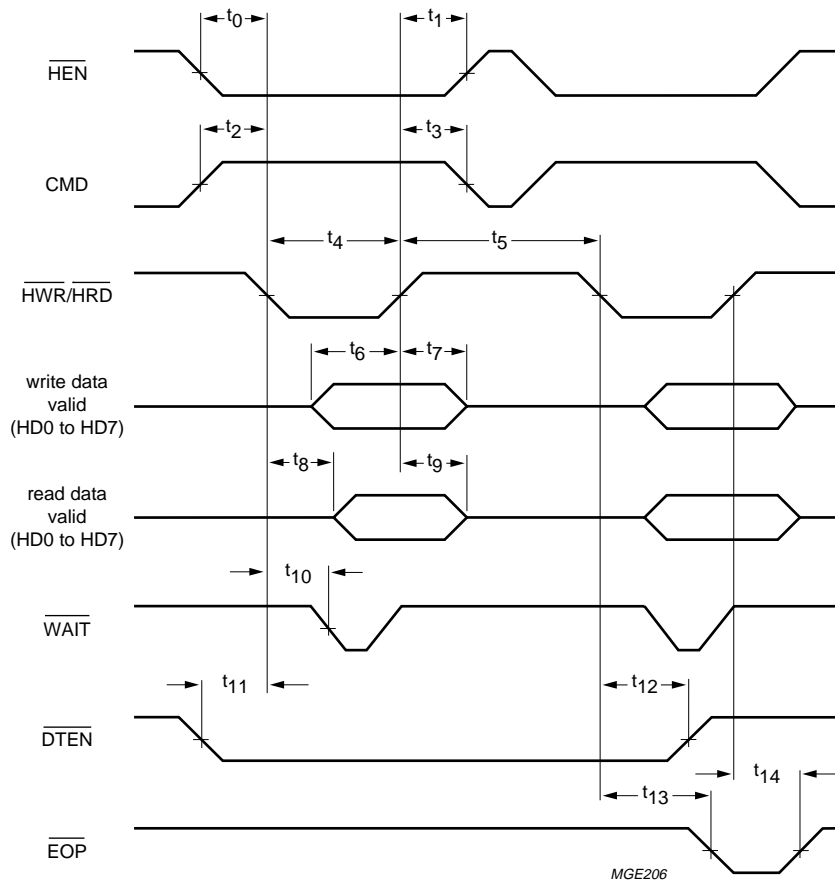 t0 t1
HEN
t2 t3
CMD
t4 t5
HWR/HRD
t6 t7
write data
valid
(HD0 to HD7)
t8 t9
read data
valid
(HD0 to HD7)
t10
WAIT
t11 t12
DTEN
t13 t14
EOP
MGE206